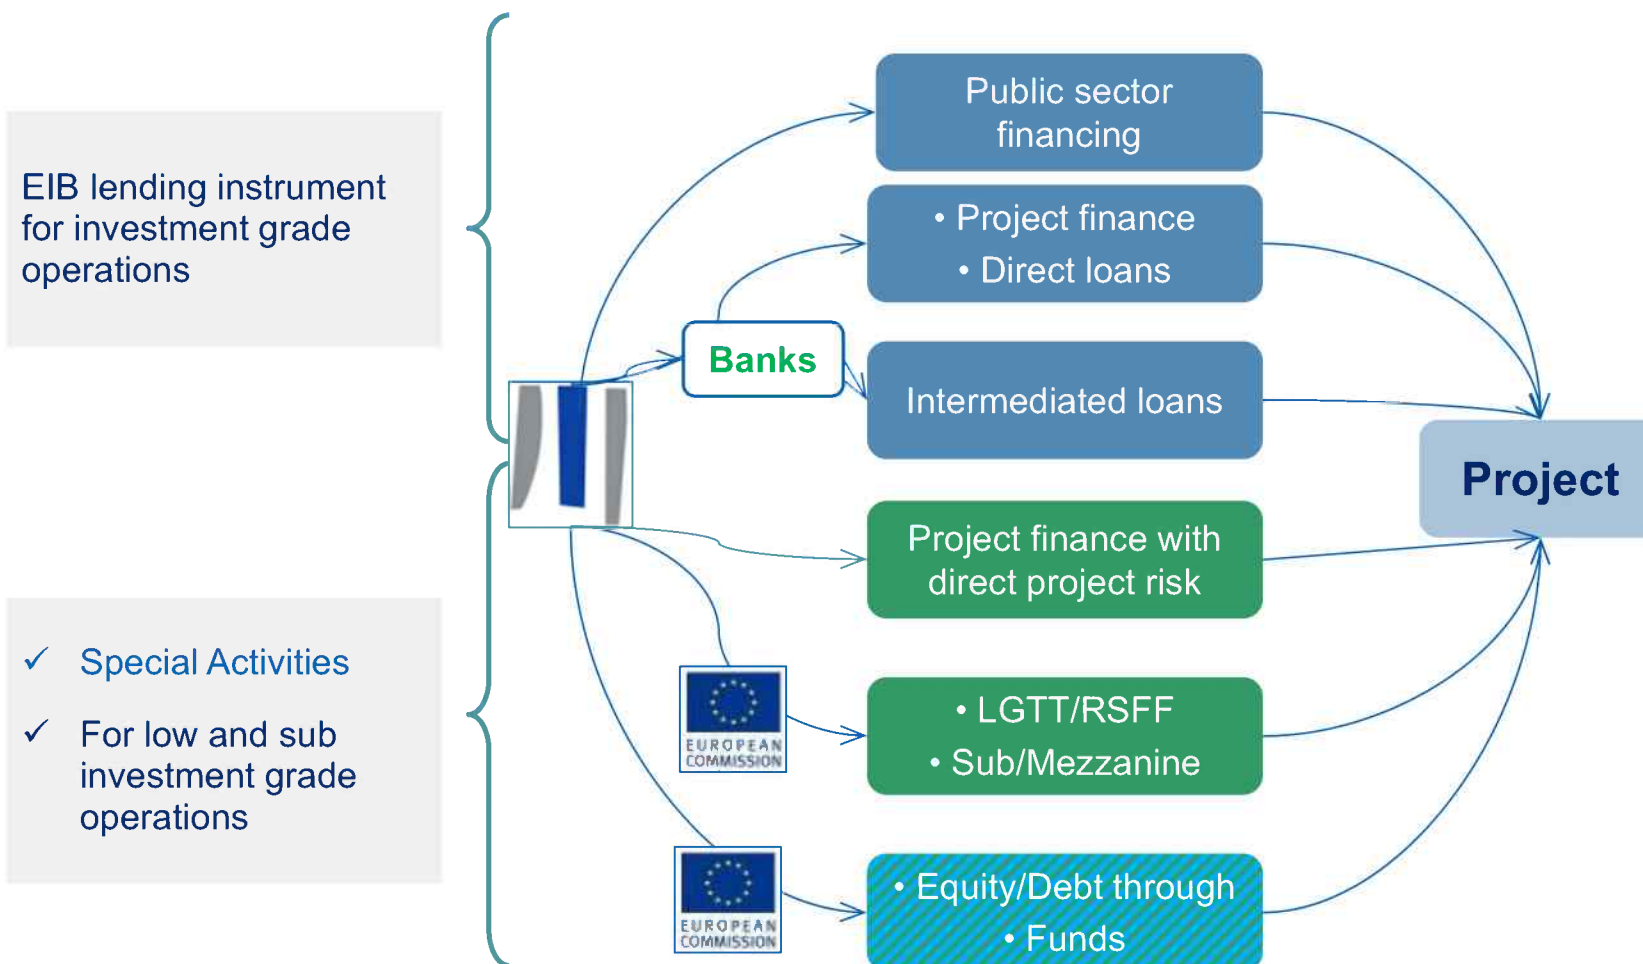 EIB lending instrument
for investment grade
operations
✓ Special Activities
✓ For low and sub
investment grade
operations
Banks
EUROPEAN
COMMISSION
EUROPEAN
COMMISSION
Public sector
financing
• Project finance
• Direct loans
Intermediated loans
Project finance with
direct project risk
• LGTT/RSFF
• Sub/Mezzanine
• Equity/Debt through
• Funds
Project